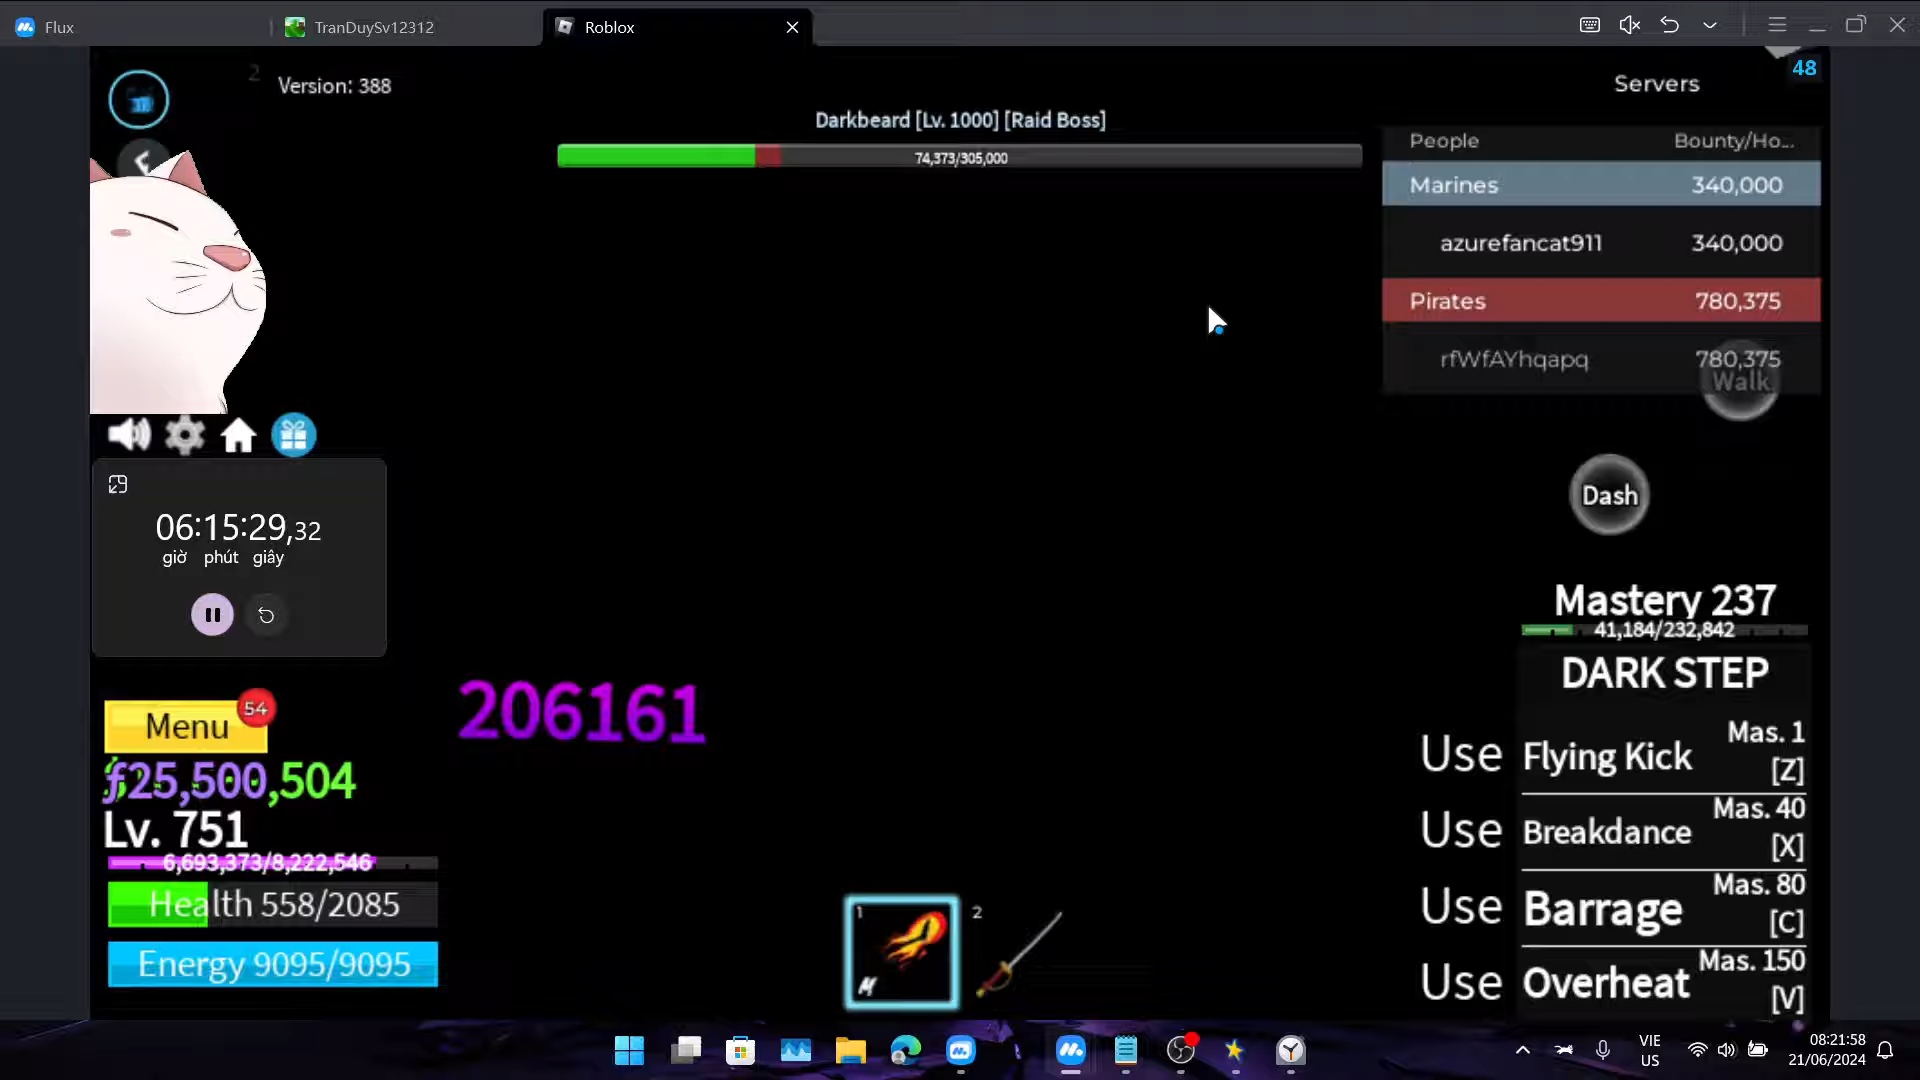 Flux
TranDuySv12312
Roblox
2
Version: 388
Servers
48
Darkbeard [Lv. 1000] [Raid Boss]
74,373/305,000
People Bounty/Ho...
Marines 340,000
azurefancat911 340,000
Pirates 780,375
rfWfAYhqapq 780,375
Walk
Dash
06:15:29,32
giờ phút giây
Mastery 237
41,184/232,842
DARK STEP
Use Flying Kick Mas. 1 [Z]
Use Breakdance Mas. 40 [X]
Use Barrage Mas. 80 [C]
Use Overheat Mas. 150 [V]
Menu 54
206161
ƒ25,500,504
Lv. 751
6,693,373/8,222,546
Health 558/2085
Energy 9095/9095
1
M
2
VIE
US
08:21:58
21/06/2024